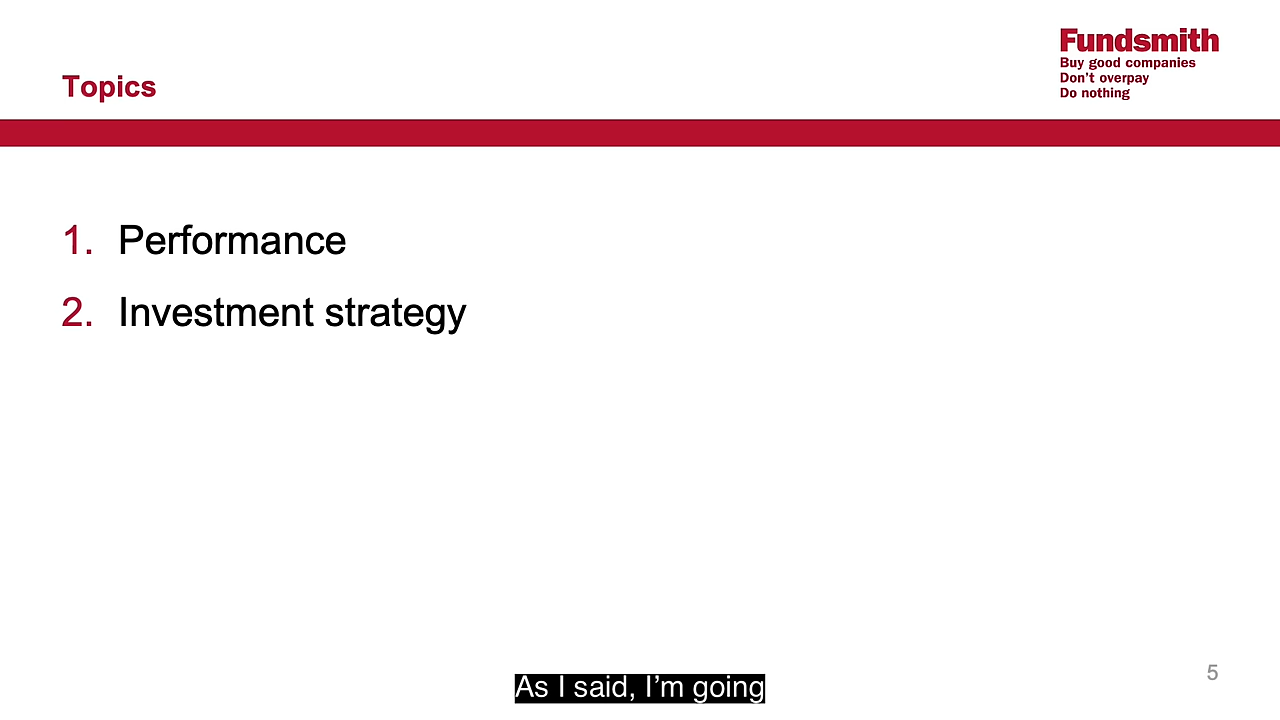 Fundsmith
Buy good companies
Don't overpay
Do nothing
Topics
1. Performance
2. Investment strategy
5
As I said, I’m going